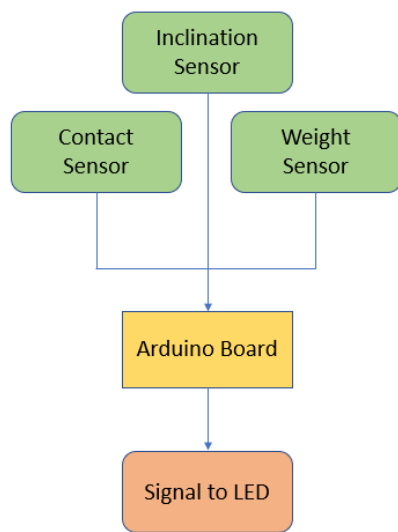 Inclination
Sensor
Contact
Sensor
Weight
Sensor
Arduino Board
Signal to LED